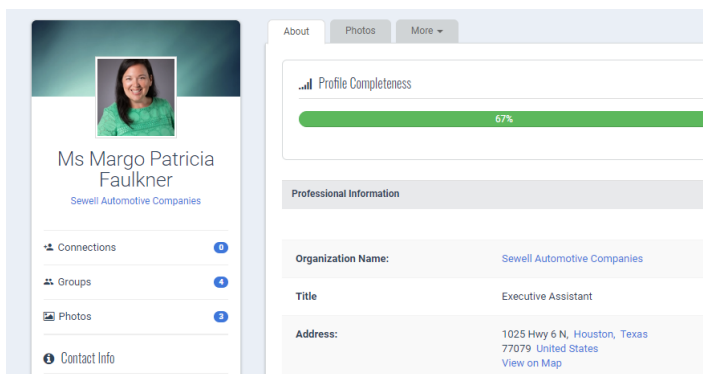 About Photos More
Profile Completeness
67%
Ms Margo Patricia
Faulkner
Sewell Automotive Companies
Connections 0
Groups 4
Photos 3
Contact Info
Professional Information
Organization Name: Sewell Automotive Companies
Title Executive Assistant
Address: 1025 Hwy 6 N, Houston, Texas
77079 United States
View on Map